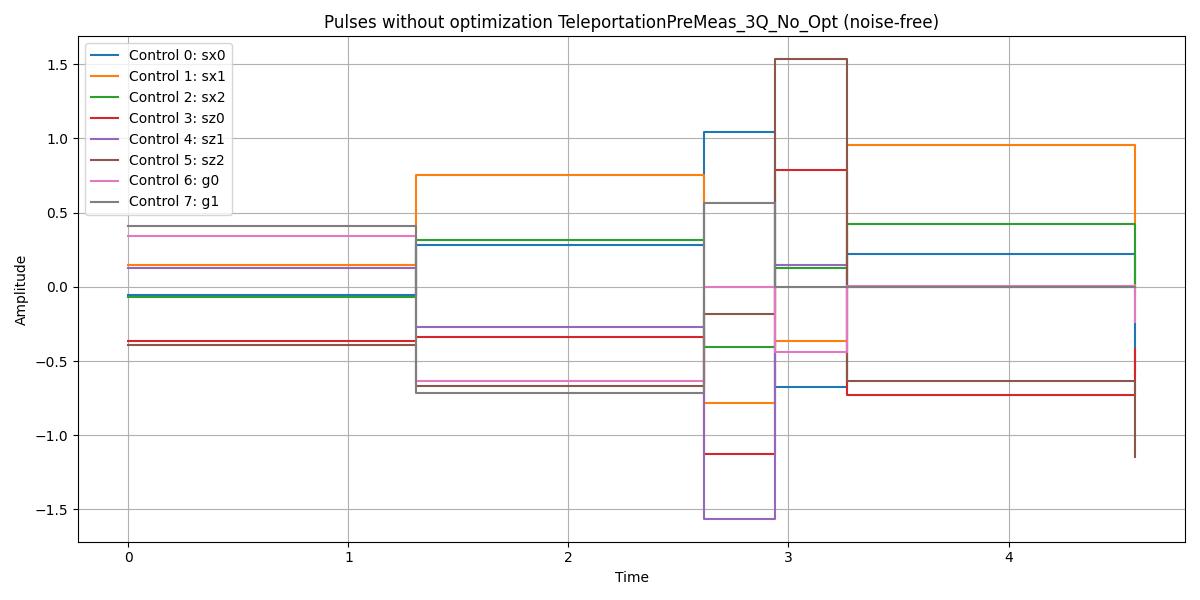 Pulses without optimization TeleportationPreMeas_3Q_No_Opt (noise-free)
Control 0: sx0
Control 1: sx1
Control 2: sx2
Control 3: sz0
Control 4: sz1
Control 5: sz2
Control 6: g0
Control 7: g1
Amplitude
1.5
1.0
0.5
0.0
−0.5
−1.0
−1.5
0 1 2 3 4
Time